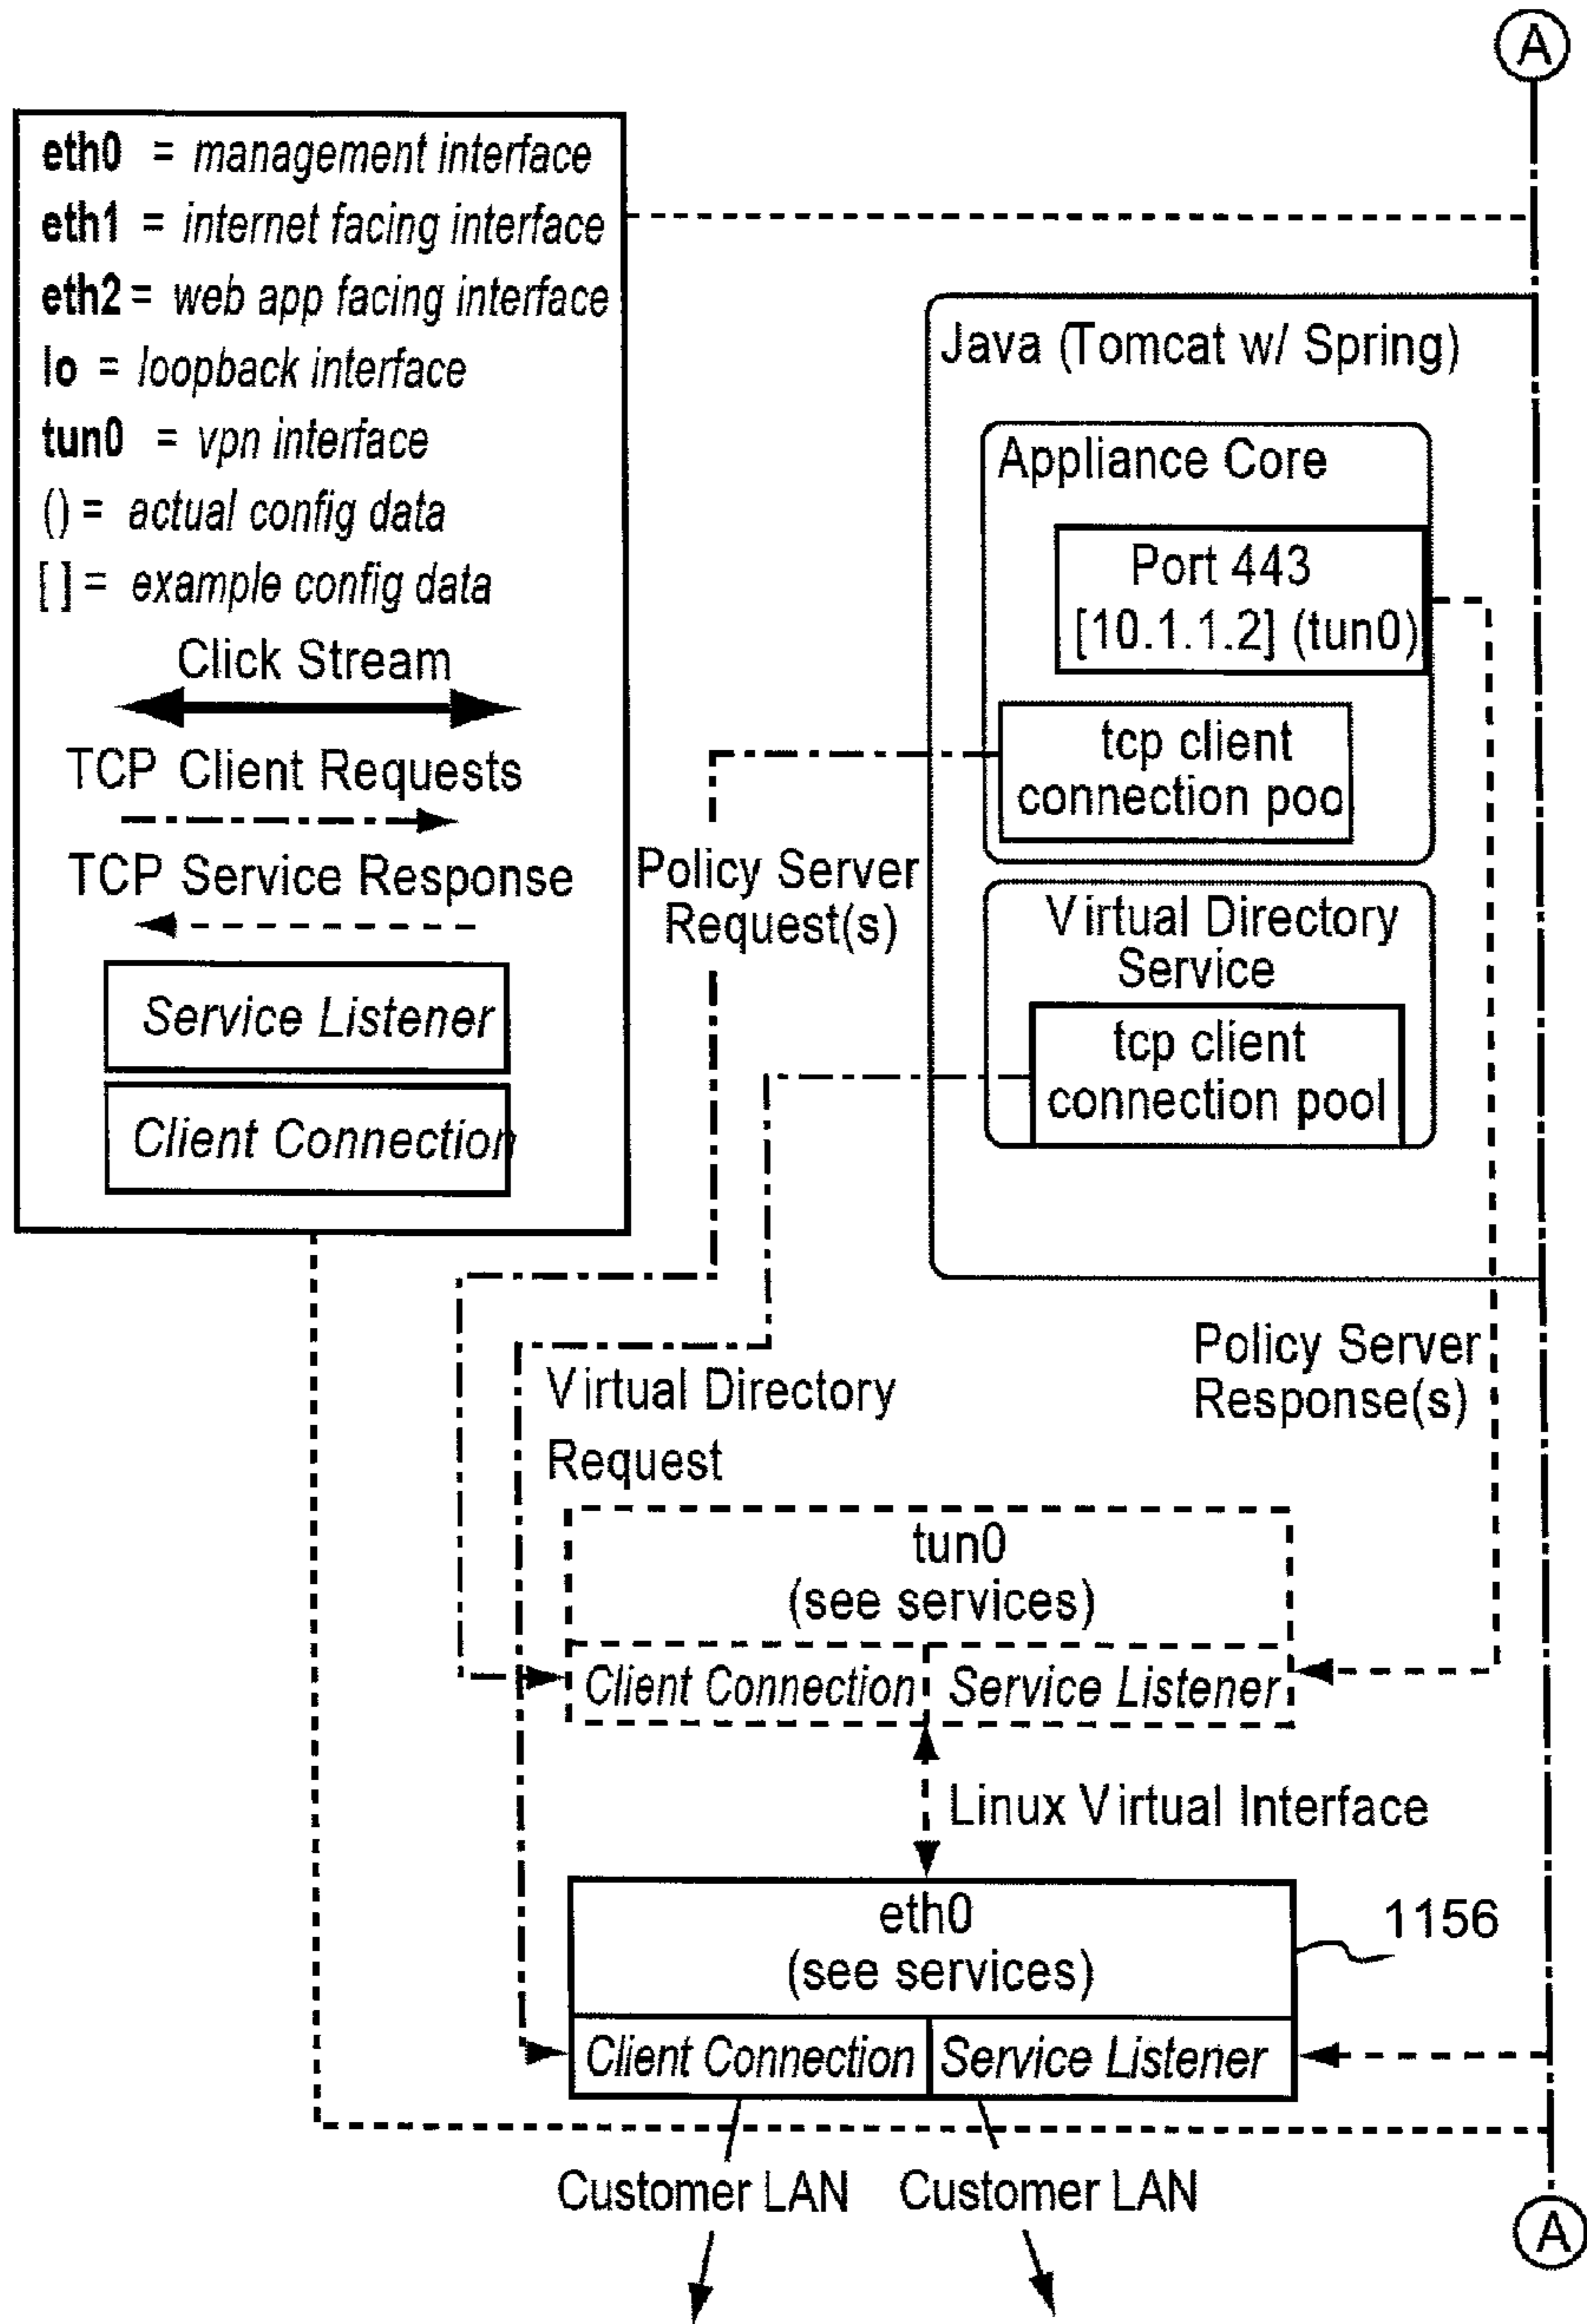 A
eth0 = management interface
eth1 = internet facing interface
eth2 = web app facing interface
lo = loopback interface
tun0 = vpn interface
() = actual config data
[ ] = example config data
Click Stream
TCP Client Requests
TCP Service Response
Service Listener
Client Connection
Java (Tomcat w/ Spring)
Appliance Core
Port 443
[10.1.1.2] (tun0)
tcp client
connection poo
Policy Server
Request(s)
Virtual Directory
Service
tcp client
connection pool
Policy Server
Response(s)
Virtual Directory
Request
tun0
(see services)
Client Connection
Service Listener
Linux Virtual Interface
eth0
(see services)
1156
Client Connection
Service Listener
Customer LAN
Customer LAN
A